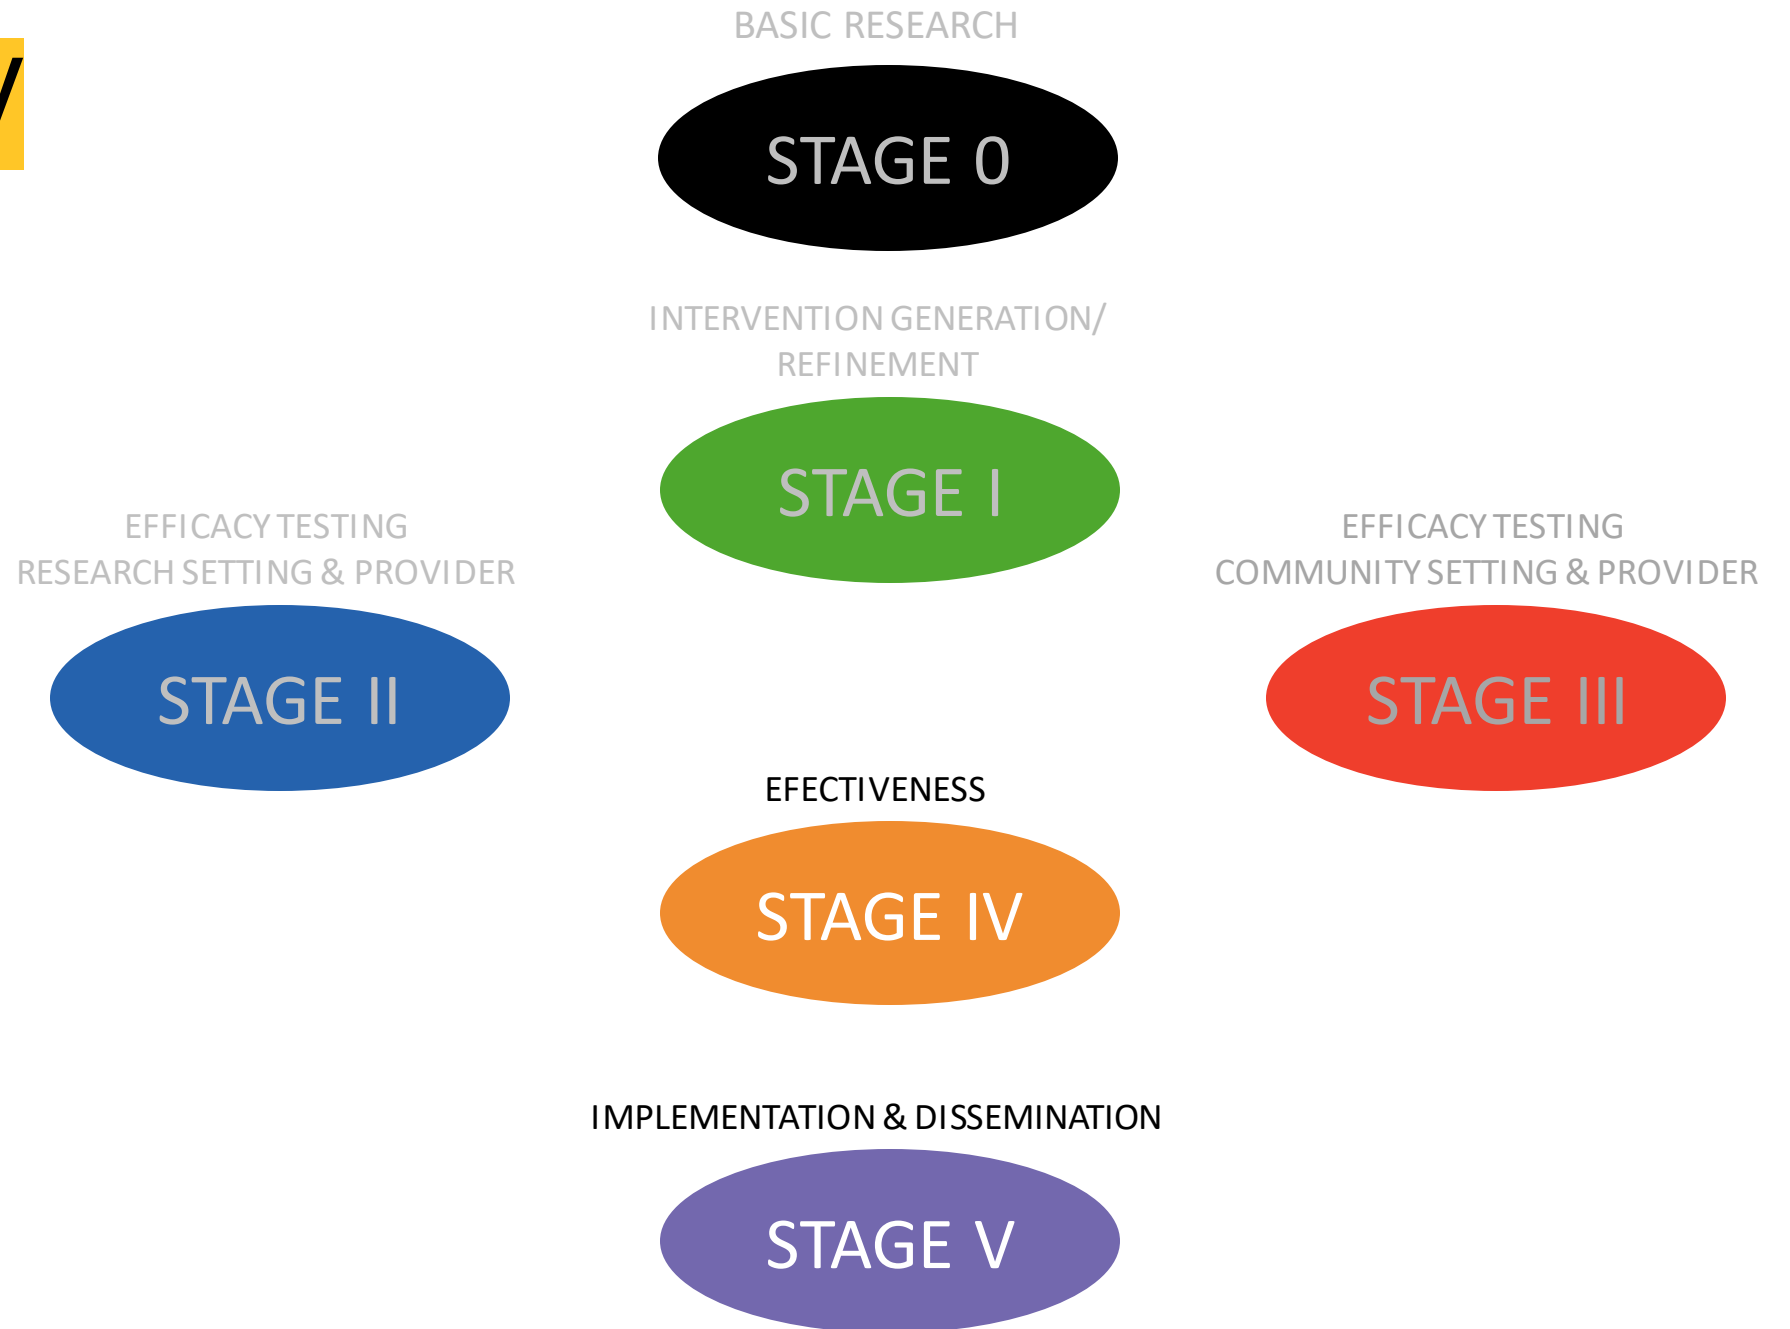 BASIC RESEARCH
STAGE 0
INTERVENTION GENERATION/
REFINEMENT
STAGE I
EFFICACY TESTING
RESEARCH SETTING & PROVIDER
STAGE II
EFFICACY TESTING
COMMUNITY SETTING & PROVIDER
STAGE III
EFECTIVENESS
STAGE IV
IMPLEMENTATION & DISSEMINATION
STAGE V